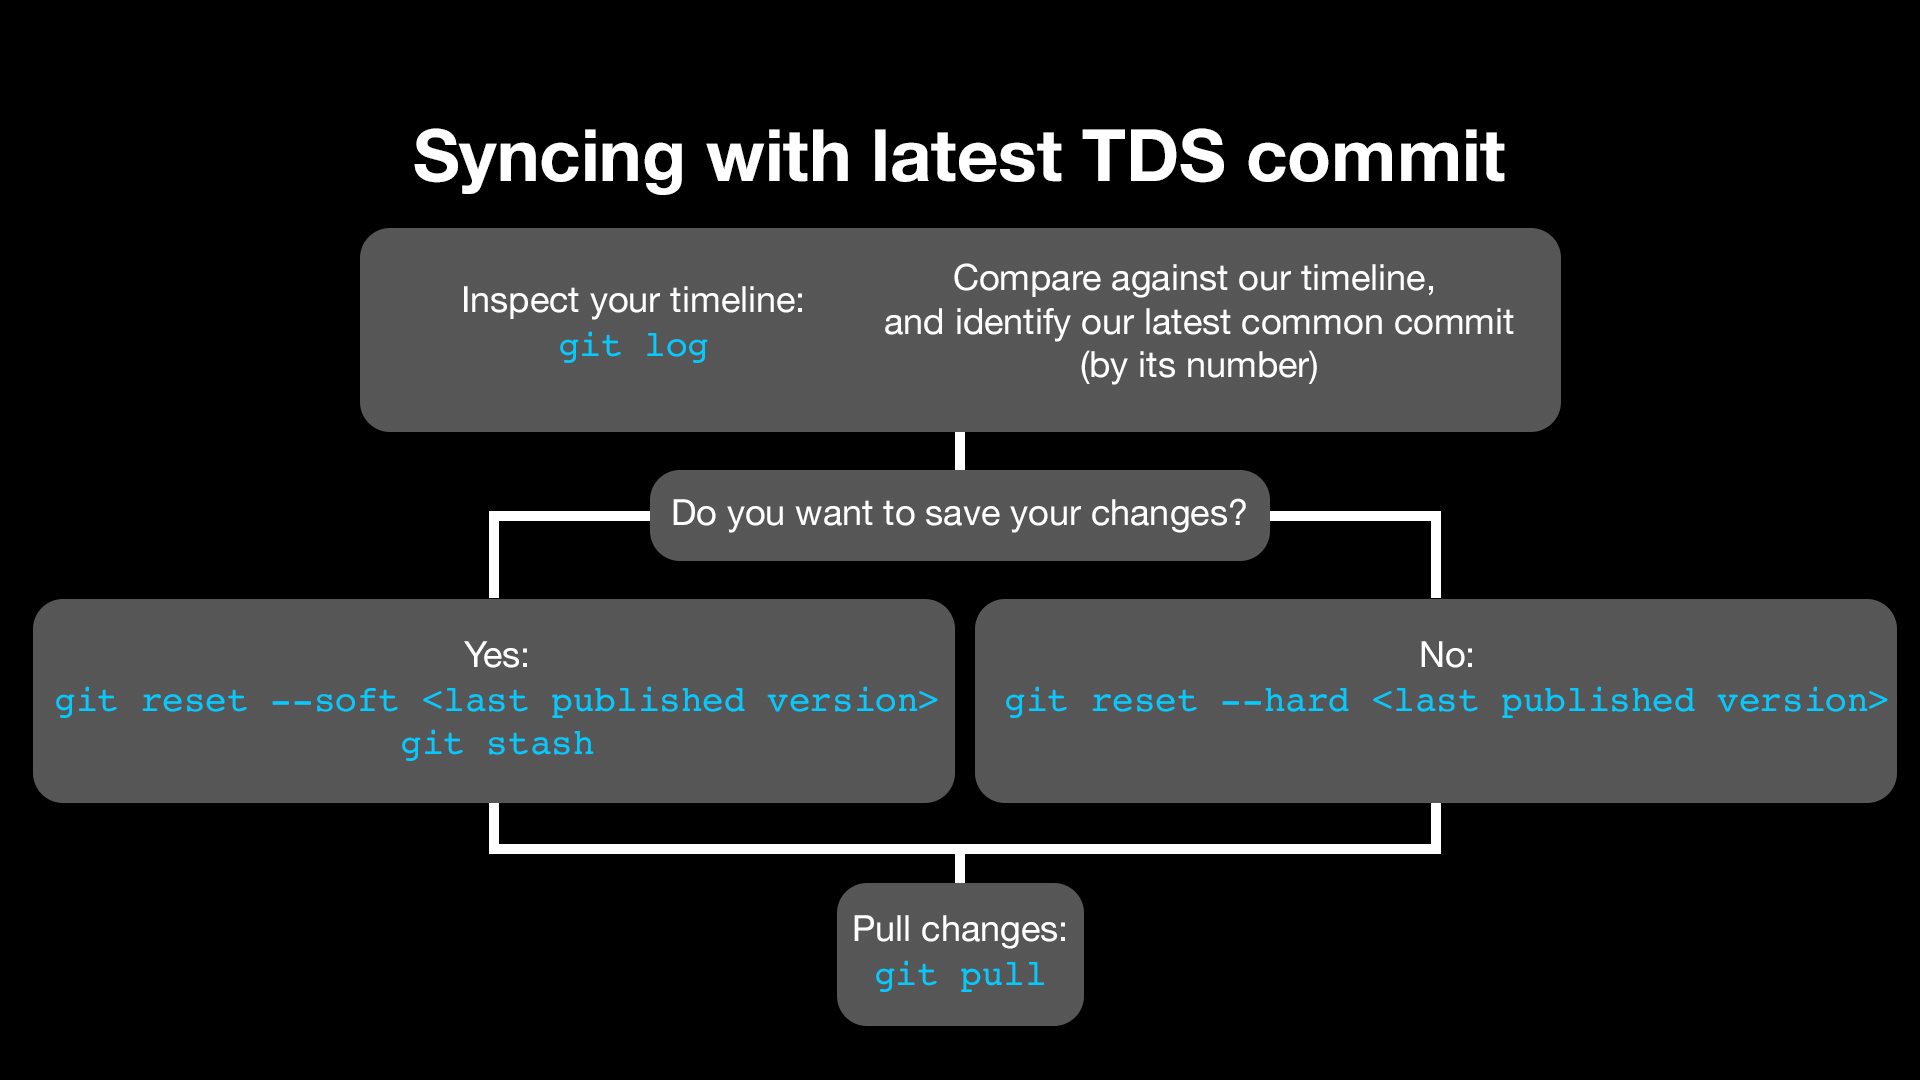 Syncing with latest TDS commit
Inspect your timeline:
git log
Compare against our timeline,
and identify our latest common commit
(by its number)
Do you want to save your changes?
Yes:
git reset --soft <last published version>
git stash
No:
git reset --hard <last published version>
Pull changes:
git pull